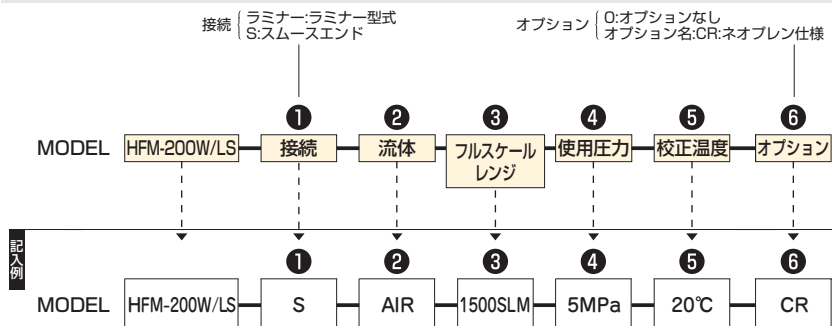 接続 { ラミナー:ラミナー型式
S:スムースエンド
オプション { O:オプションなし
オプション名:CR:ネオプレン仕様
❶ ❷ ❸ ❹ ❺ ❻
MODEL HFM-200W/LS 接続 流体 フルスケール 使用圧力 校正温度 オプション
レンジ
記入例
❶ ❷ ❸ ❹ ❺ ❻
MODEL HFM-200W/LS S AIR 1500SLM 5MPa 20℃ CR